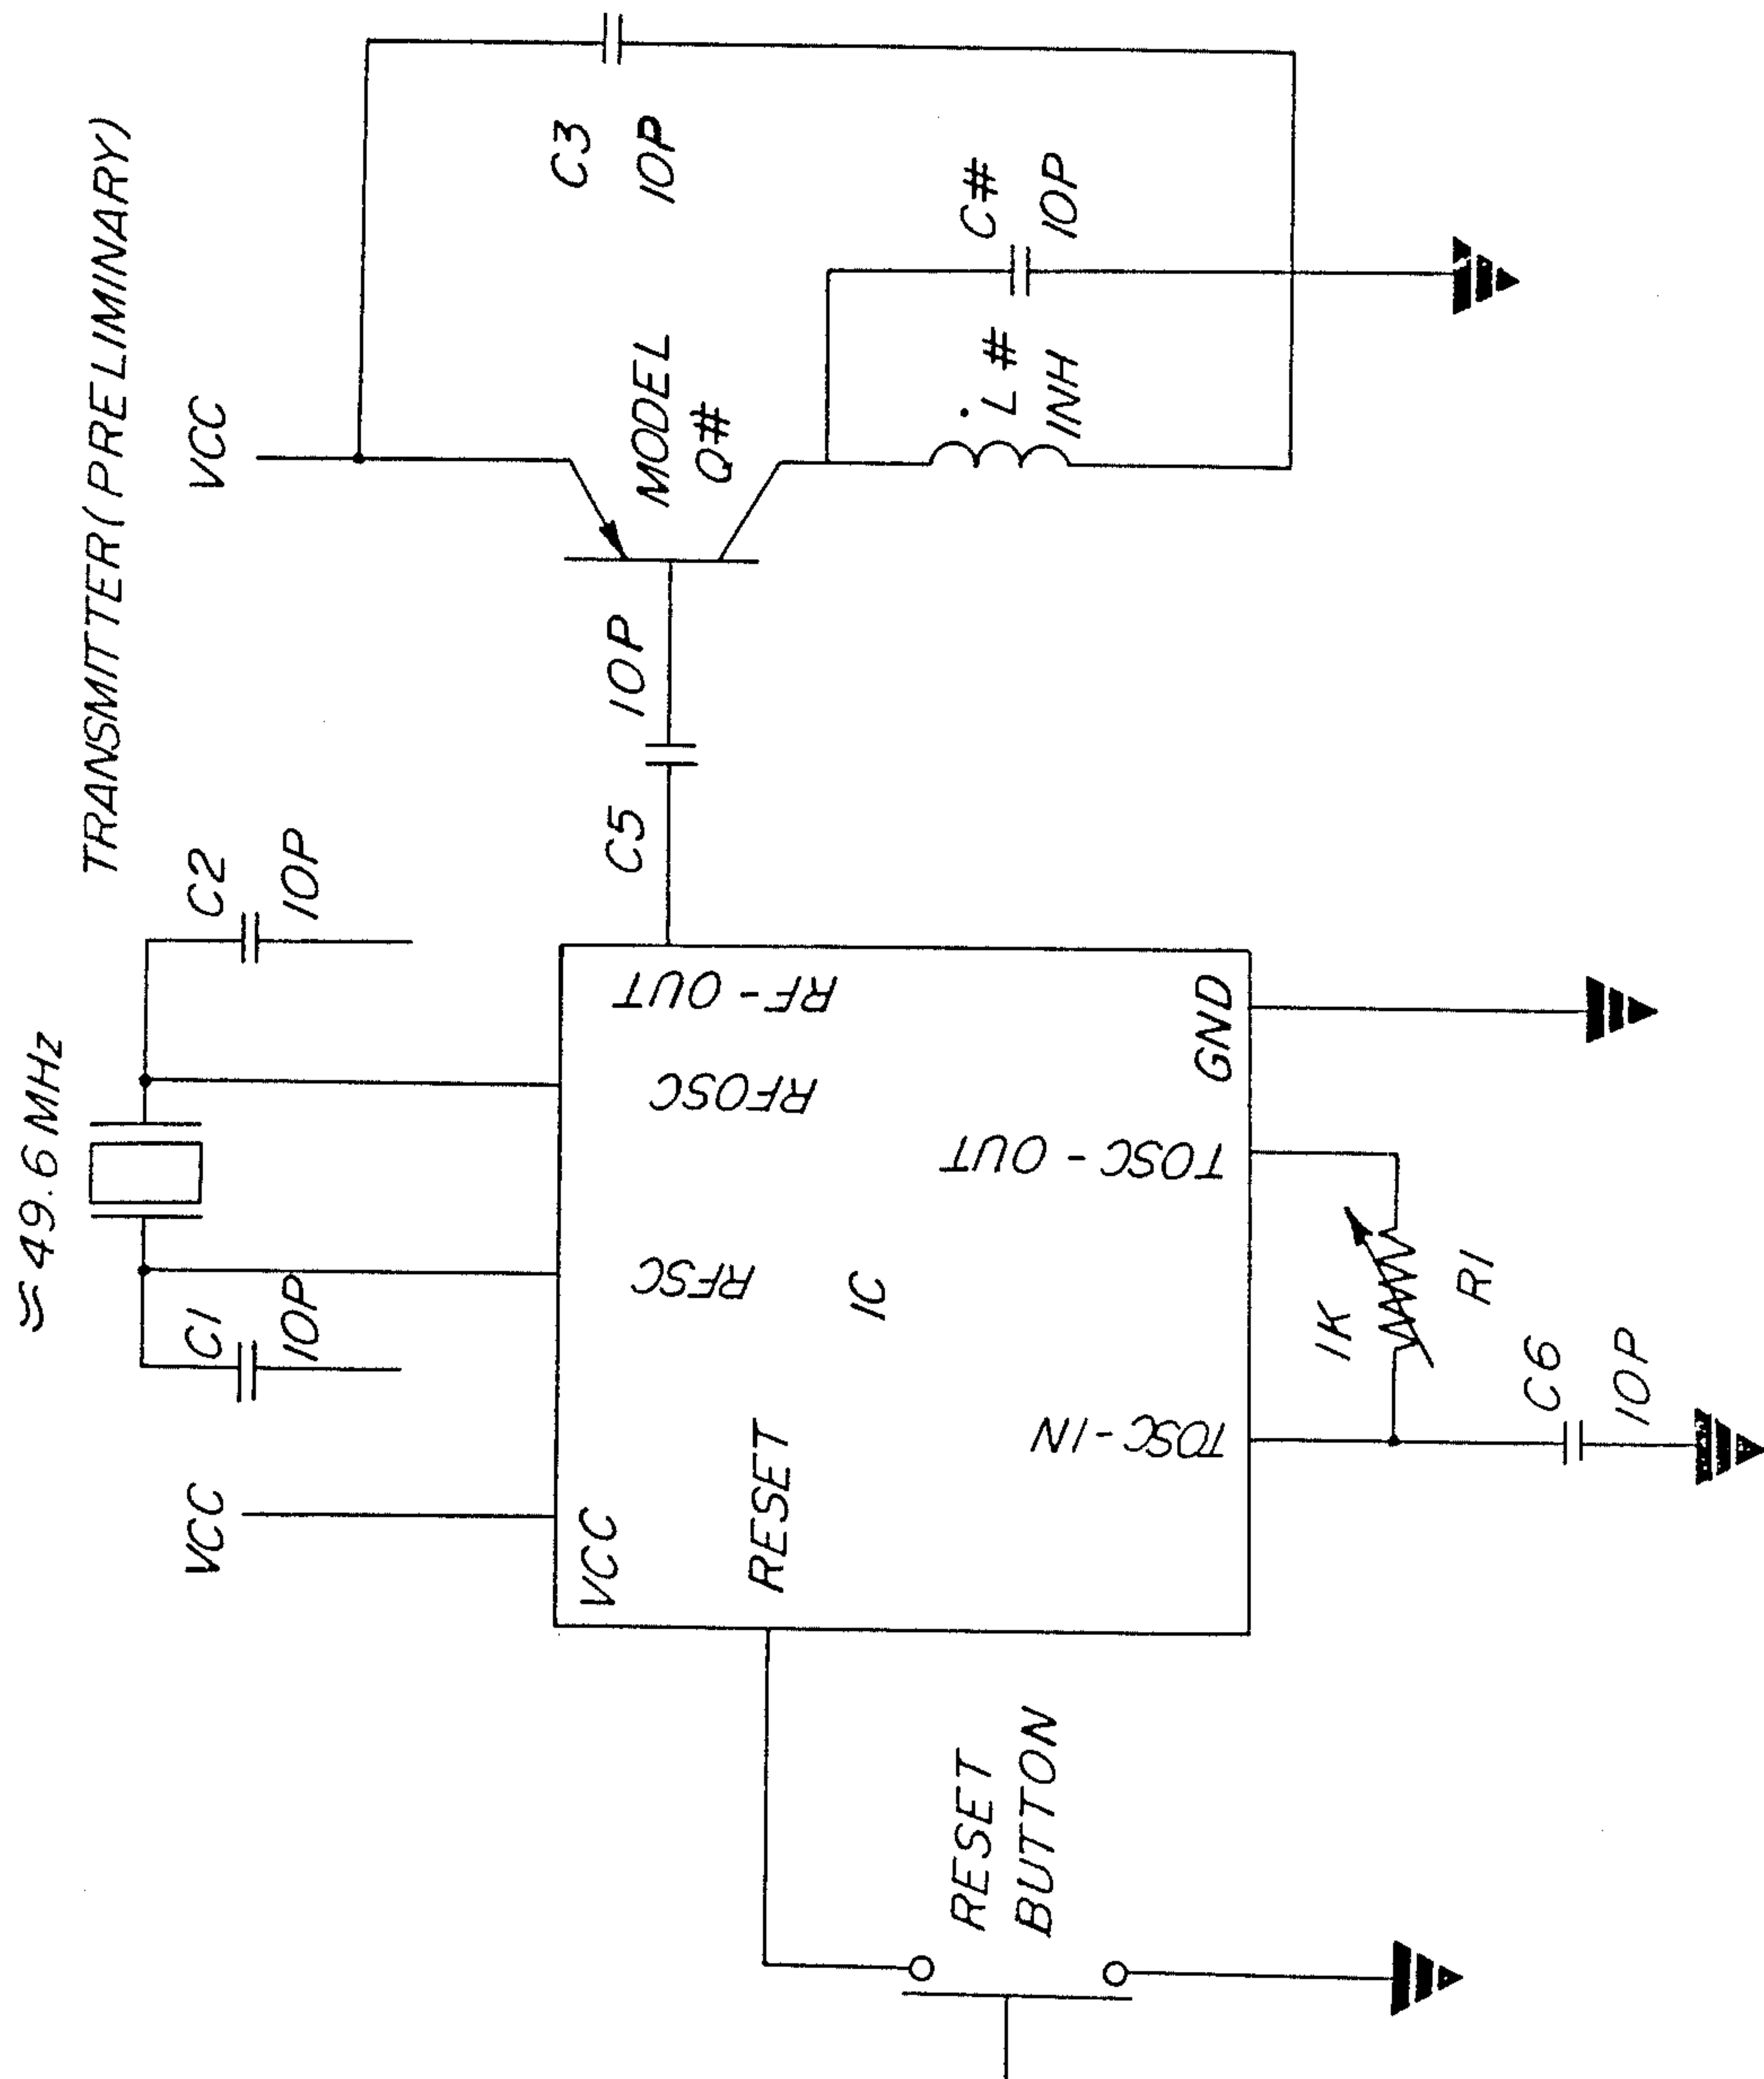 TRANSMITTER (PRELIMINARY)
≈ 49.6 MHz
C1
10P
C2
10P
VCC
VCC
C3
10P
MODEL
Q#
C5
10P
C#
10P
L#
1NH
VCC
RFSC
RFOSC
RF-OUT
RESET
IC
TOSC-IN
TOSC-OUT
GND
RESET
BUTTON
1K
R1
C6
10P